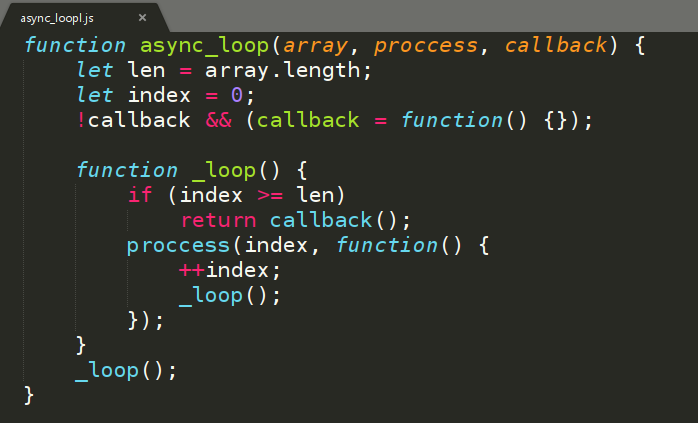 async_loopl.js ×
function async_loop(array, proccess, callback) {
    let len = array.length;
    let index = 0;
    !callback && (callback = function() {});

    function _loop() {
        if (index >= len)
            return callback();
        proccess(index, function() {
            ++index;
            _loop();
        });
    }
    _loop();
}